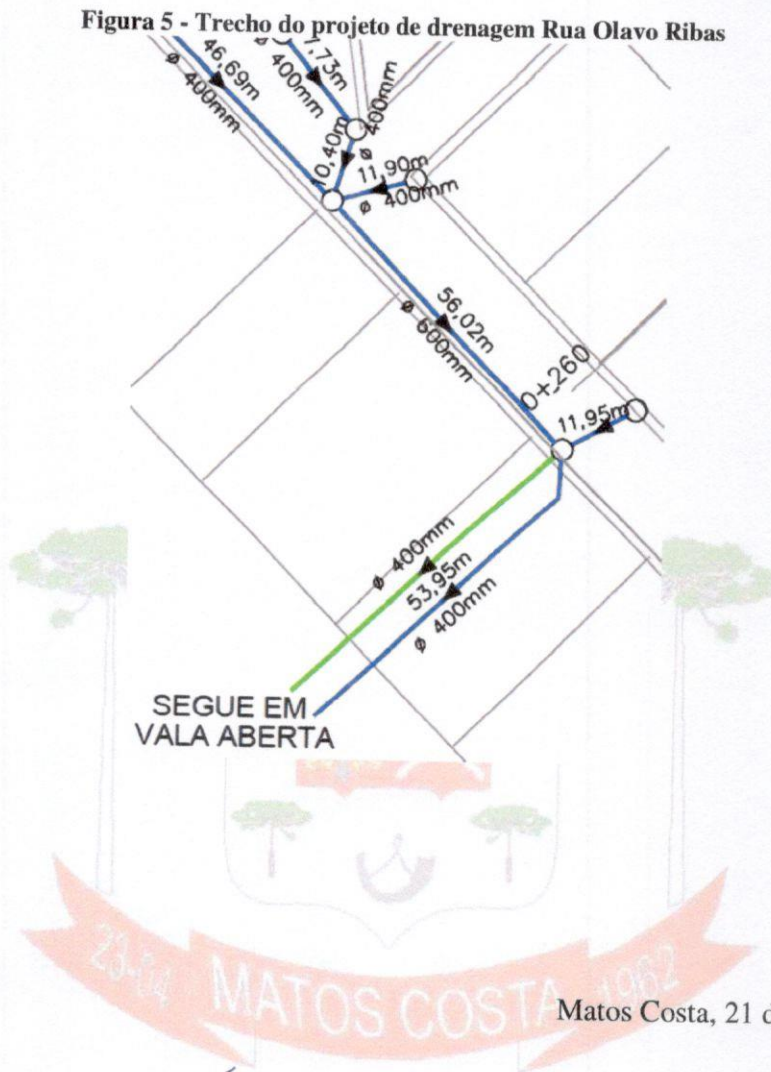 Figura 5 - Trecho do projeto de drenagem Rua Olavo Ribas
46,69m
ø 400mm
ø 400mm
10,40m
ø 400mm
11,90m
ø 400mm
56,02m
ø 600mm
0+260
11,95m
ø 400mm
53,95m
ø 400mm
SEGUE EM
VALA ABERTA
23-04 MATOS COSTA 1962
Matos Costa, 21 d